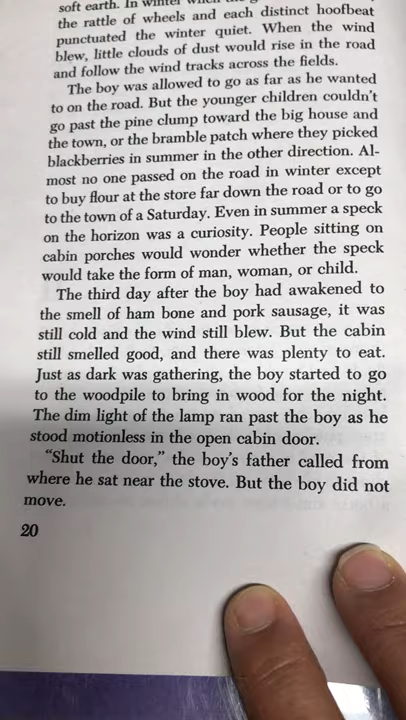 soft earth. In winter when the
the rattle of wheels and each distinct hoofbeat
punctuated the winter quiet. When the wind
blew, little clouds of dust would rise in the road
and follow the wind tracks across the fields.
The boy was allowed to go as far as he wanted
to on the road. But the younger children couldn't
go past the pine clump toward the big house and
the town, or the bramble patch where they picked
blackberries in summer in the other direction. Al-
most no one passed on the road in winter except
to buy flour at the store far down the road or to go
to the town of a Saturday. Even in summer a speck
on the horizon was a curiosity. People sitting on
cabin porches would wonder whether the speck
would take the form of man, woman, or child.
The third day after the boy had awakened to
the smell of ham bone and pork sausage, it was
still cold and the wind still blew. But the cabin
still smelled good, and there was plenty to eat.
Just as dark was gathering, the boy started to go
to the woodpile to bring in wood for the night.
The dim light of the lamp ran past the boy as he
stood motionless in the open cabin door.
"Shut the door," the boy's father called from
where he sat near the stove. But the boy did not
move.
20